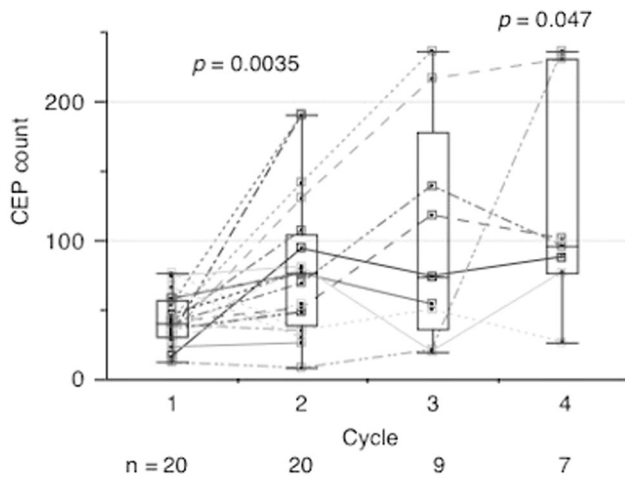 p = 0.047
p = 0.0035
CEP count
200
100
0
1 2 3 4
Cycle
n = 20 20 9 7